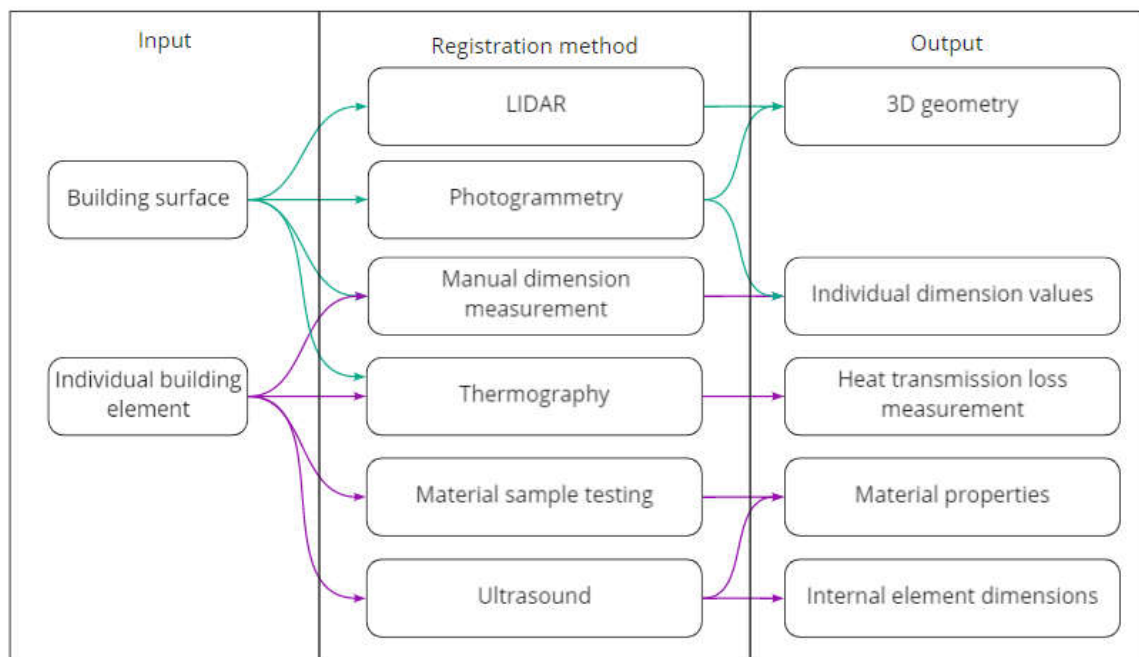 Input
Registration method
Output
LIDAR
3D geometry
Building surface
Photogrammetry
Manual dimension
measurement
Individual dimension values
Individual building
element
Thermography
Heat transmission loss
measurement
Material sample testing
Material properties
Ultrasound
Internal element dimensions